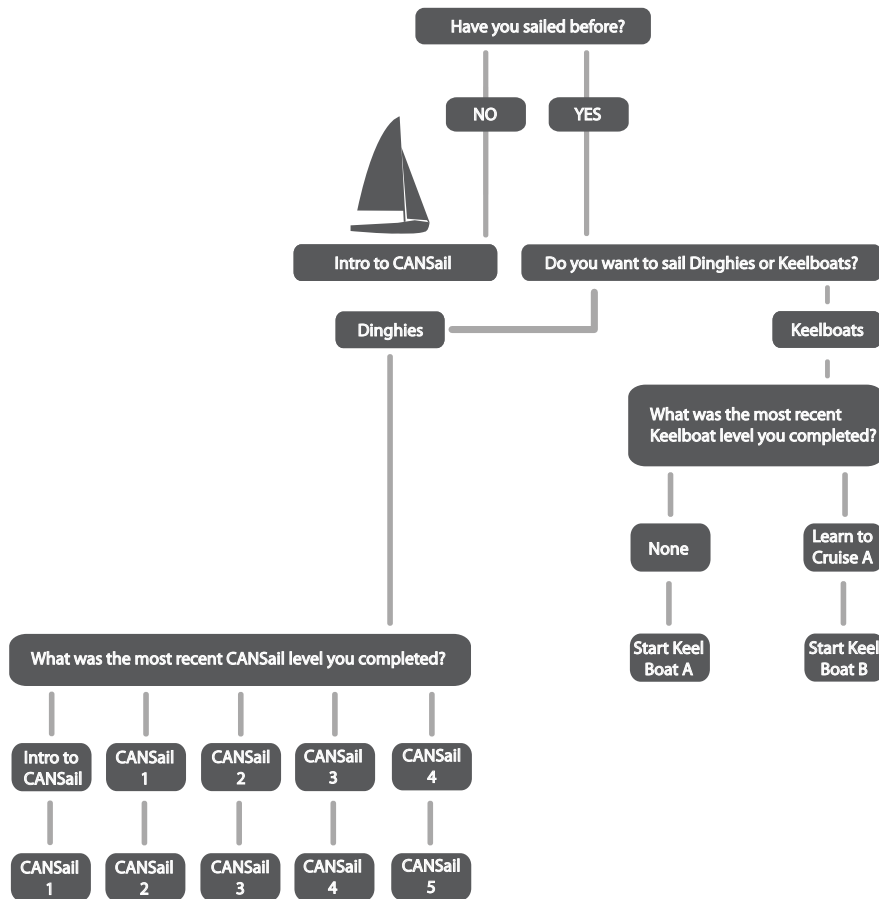 Have you sailed before?
NO
YES
Intro to CANSail
Do you want to sail Dinghies or Keelboats?
Dinghies
Keelboats
What was the most recent
Keelboat level you completed?
None
Learn to
Cruise A
Start Keel
Boat A
Start Keel
Boat B
What was the most recent CANSail level you completed?
Intro to
CANSail
CANSail
1
CANSail
2
CANSail
3
CANSail
4
CANSail
1
CANSail
2
CANSail
3
CANSail
4
CANSail
5